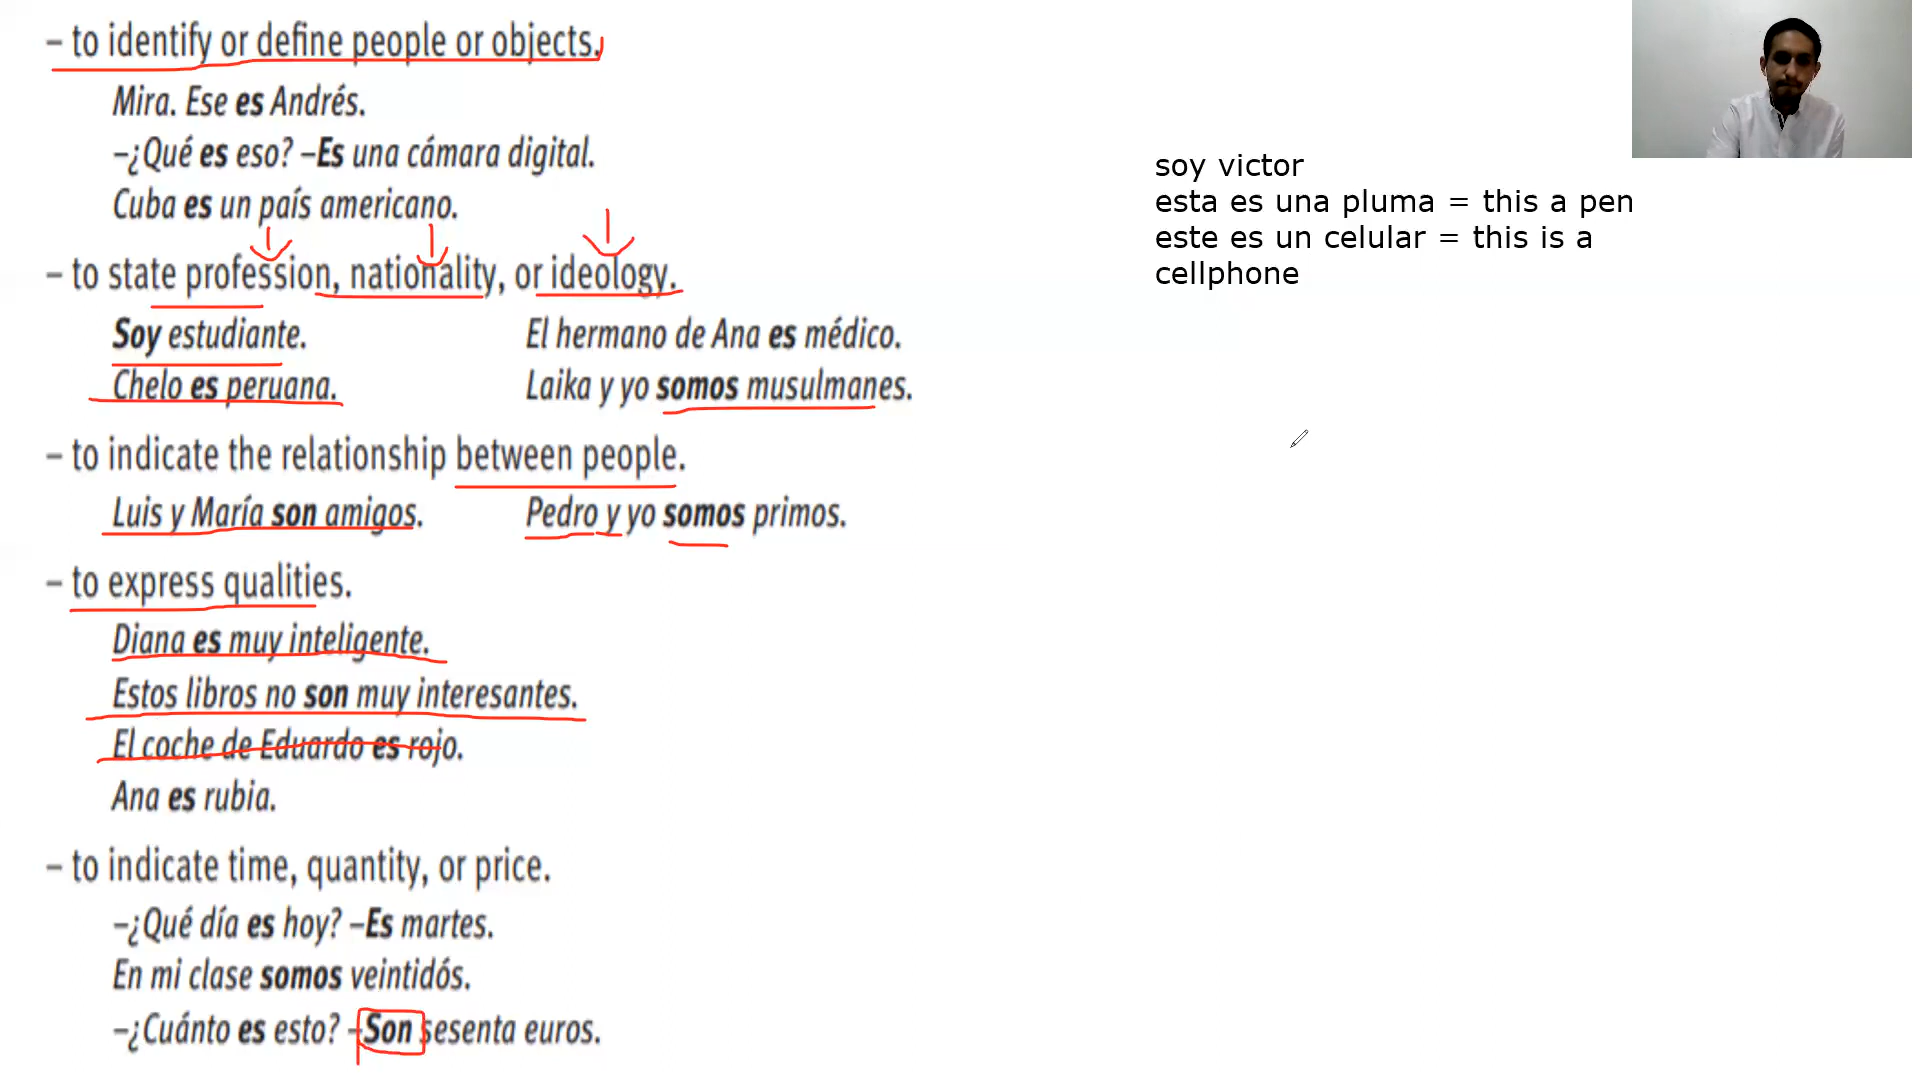 – to identify or define people or objects.
Mira. Ese es Andrés.
–¿Qué es eso? –Es una cámara digital.
Cuba es un país americano.
– to state profession, nationality, or ideology.
Soy estudiante. El hermano de Ana es médico.
Chelo es peruana. Laika y yo somos musulmanes.
– to indicate the relationship between people.
Luis y María son amigos. Pedro y yo somos primos.
– to express qualities.
Diana es muy inteligente.
Estos libros no son muy interesantes.
El coche de Eduardo es rojo.
Ana es rubia.
– to indicate time, quantity, or price.
–¿Qué día es hoy? –Es martes.
En mi clase somos veintidós.
–¿Cuánto es esto? –Son sesenta euros.
soy victor
esta es una pluma = this a pen
este es un celular = this is a
cellphone